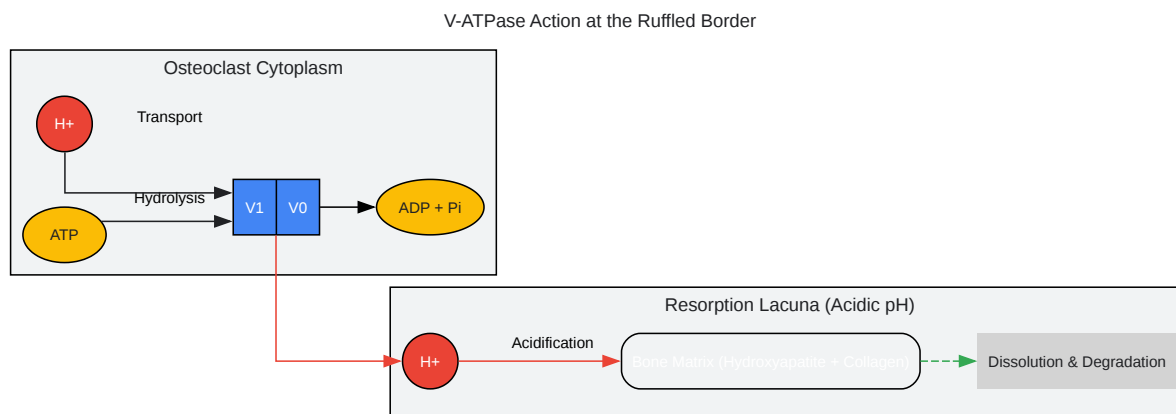 V-ATPase Action at the Ruffled Border
Osteoclast Cytoplasm
H+
Transport
Hydrolysis
V1
V0
ATP
ADP + Pi
Resorption Lacuna (Acidic pH)
H+
Acidification
Bone Matrix (Hydroxyapatite + Collagen)
Dissolution & Degradation